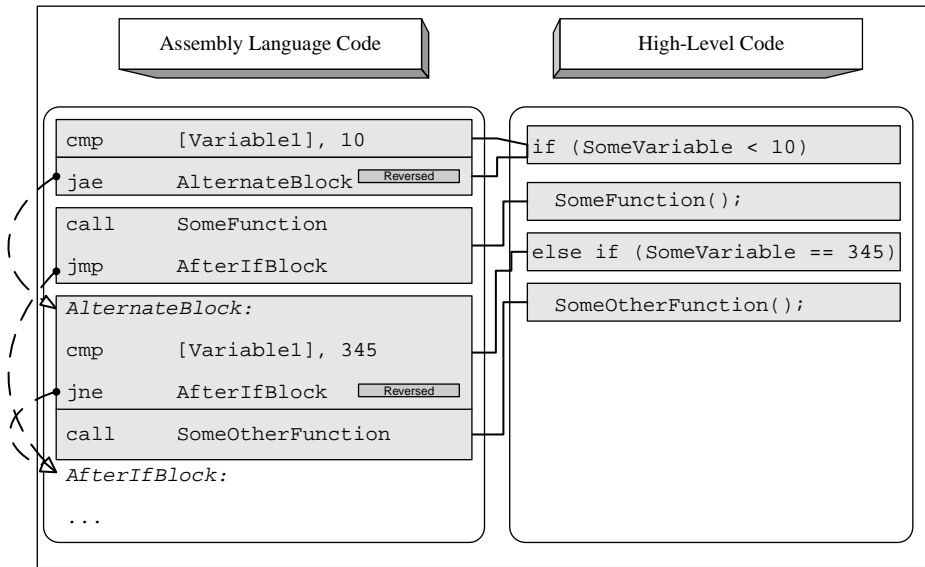 Assembly Language Code
cmp [Variable1], 10
jae AlternateBlock Reversed
call SomeFunction
jmp AfterIfBlock
AlternateBlock:
cmp [Variable1], 345
jne AfterIfBlock Reversed
call SomeOtherFunction
AfterIfBlock:
...
High-Level Code
if (SomeVariable < 10)
SomeFunction();
else if (SomeVariable == 345)
SomeOtherFunction();